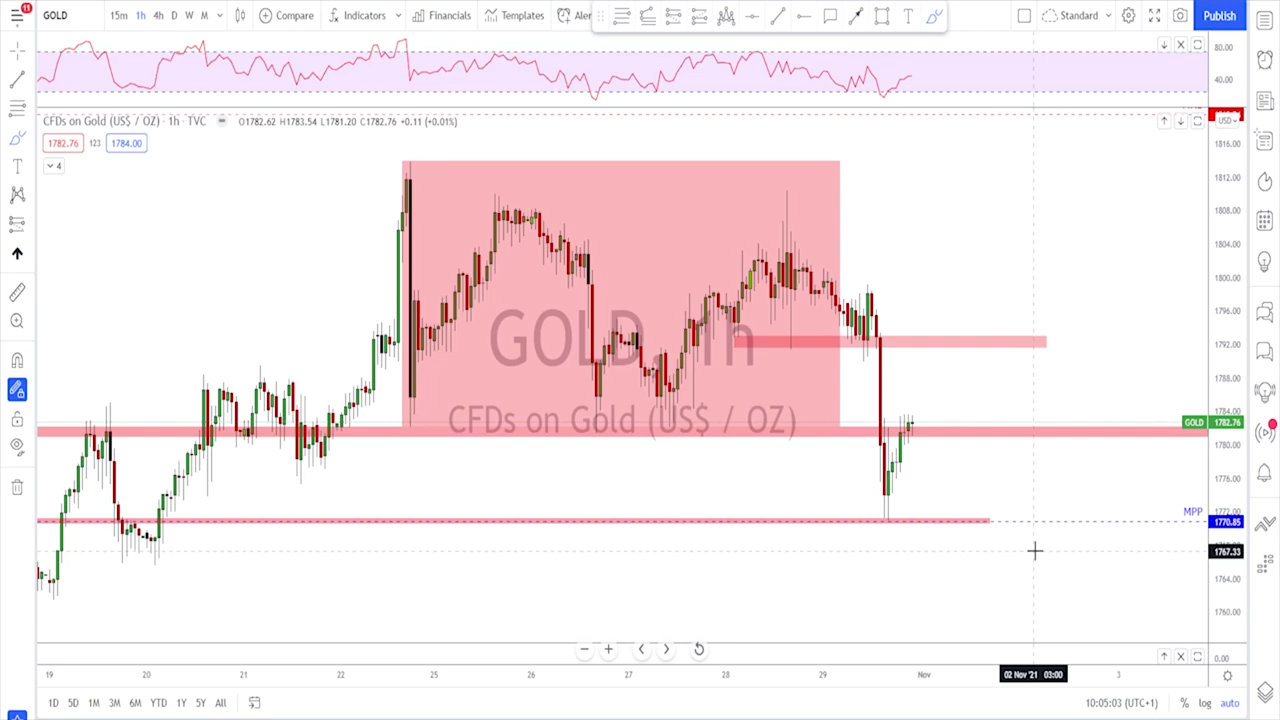 11
GOLD 15m 1h 4h D W M Compare Indicators Financials Templates Standard Publish
80.00
40.00
CFDs on Gold (US$ / OZ) · 1h · TVC O1782.62 H1783.54 L1781.20 C1782.76 +0.11 (+0.01%)
USD
1782.76 123 1784.00
4
1816.00
1812.00
1808.00
1804.00
1800.00
1796.00
1792.00
1788.00
1784.00
GOLD 1782.76
1780.00
1776.00
1772.00
MPP
1770.85
1767.33
1764.00
1760.00
GOLD, 1h
CFDs on Gold (US$ / OZ)
0.00
19 20 21 22 25 26 27 28 29 Nov 02 Nov '21 03:00 3
1D 5D 1M 3M 6M YTD 1Y 5Y All 10:05:03 (UTC+1) % log auto